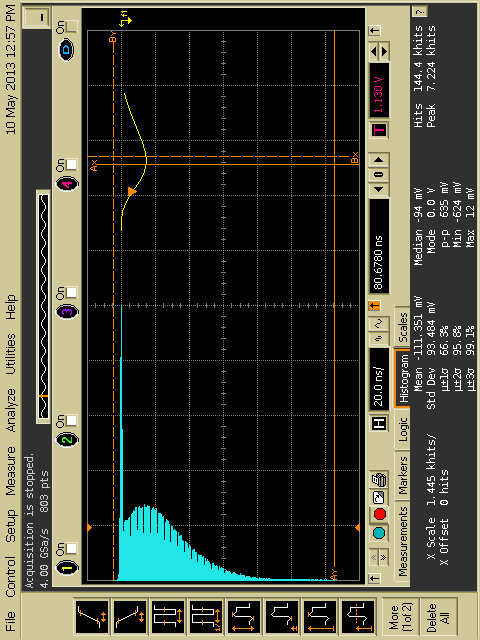 File Control Setup Measure Analyze Utilities Help 10 May 2013 12:57 PM
Acquisition is stopped.
4.00 GSa/s 803 pts
1 On 2 On 3 On 4 On D On
By
Ax
Bx
Ay
T
More
(1of2)
Delete
All
H 20.0 ns/ 80.6780 ns 0 T 1.130 V
Measurements Markers Logic Histogram Scales
?
X Scale 1.445 khits/
X Offset 0 hits
Mean -111.351 mV
Std Dev 93.484 mV
µ±1σ 66.3%
µ±2σ 95.8%
µ±3σ 99.1%
Median -94 mV
Mode 0.0 V
p-p 635 mV
Min -624 mV
Max 12 mV
Hits 144.4 khits
Peak 7.224 khits